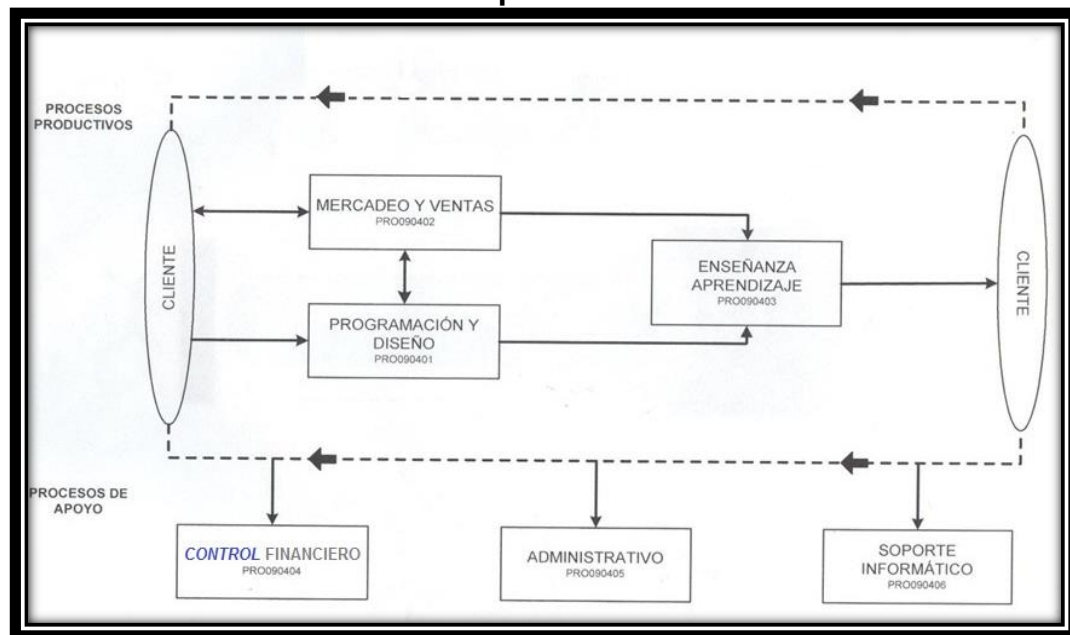 PROCESOS
PRODUCTIVOS
CLIENTE
MERCADEO Y VENTAS
PRO090402
PROGRAMACIÓN Y
DISEÑO
PRO090401
ENSEÑANZA
APRENDIZAJE
PRO090403
CLIENTE
PROCESOS DE
APOYO
CONTROL FINANCIERO
PRO090404
ADMINISTRATIVO
PRO090405
SOPORTE
INFORMÁTICO
PRO090406